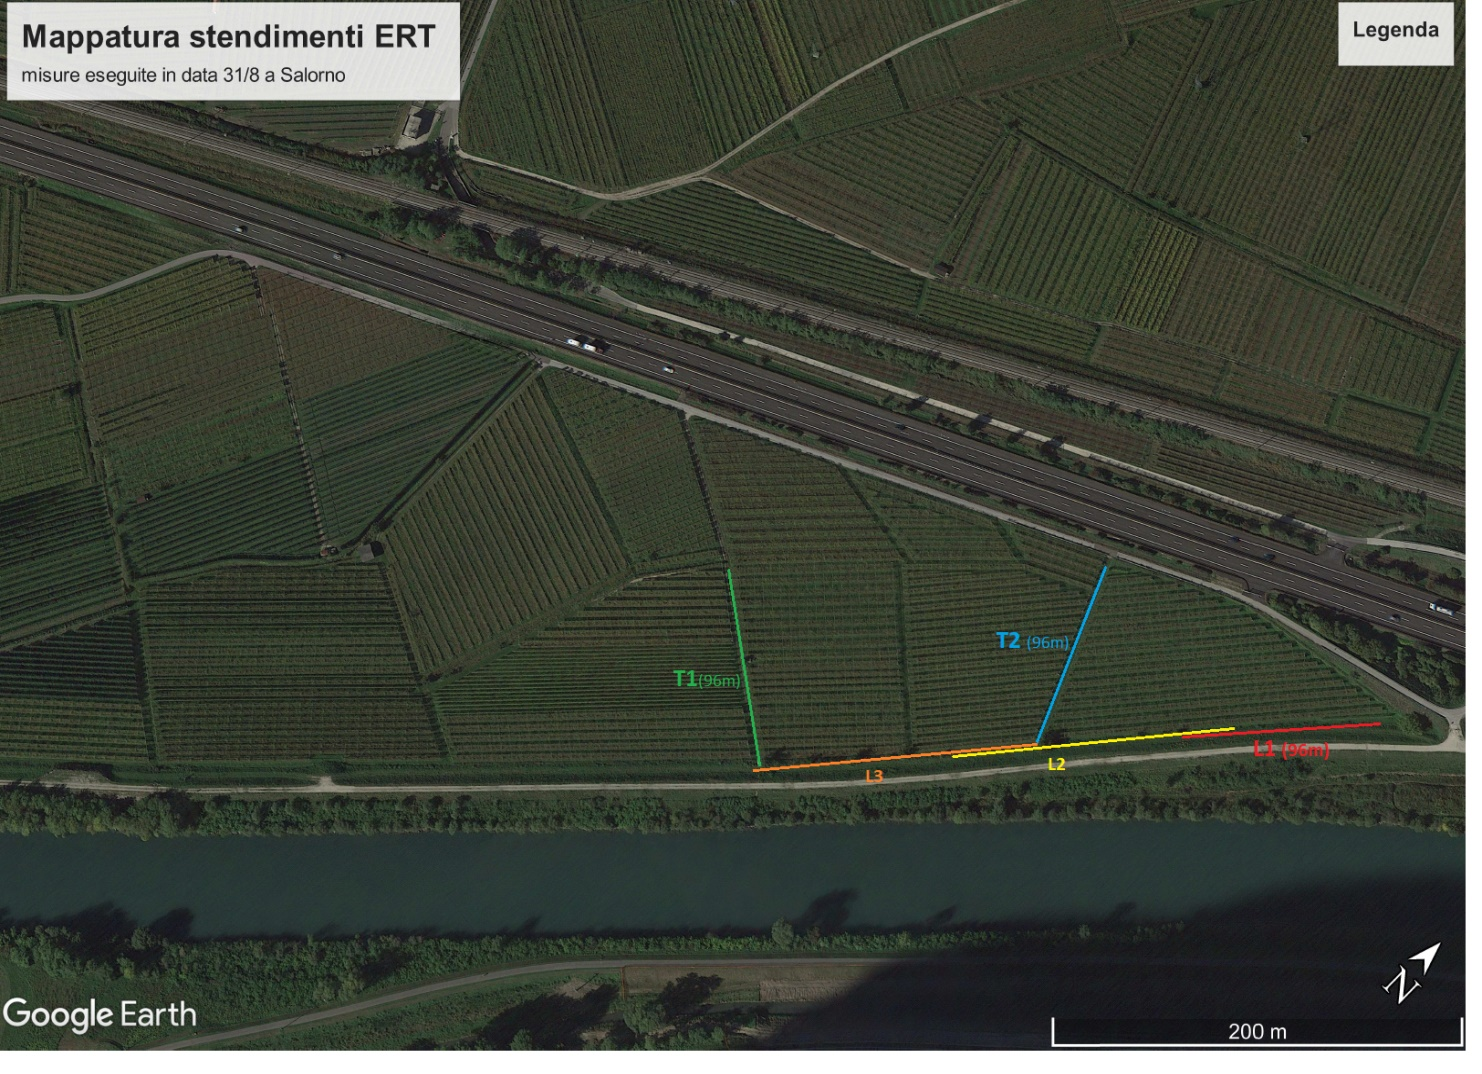 Mappatura stendimenti ERT
misure eseguite in data 31/8 a Salorno
Legenda
T2 (96m)
T1(96m)
L1 (96m)
L2
L3
N
Google Earth
200 m